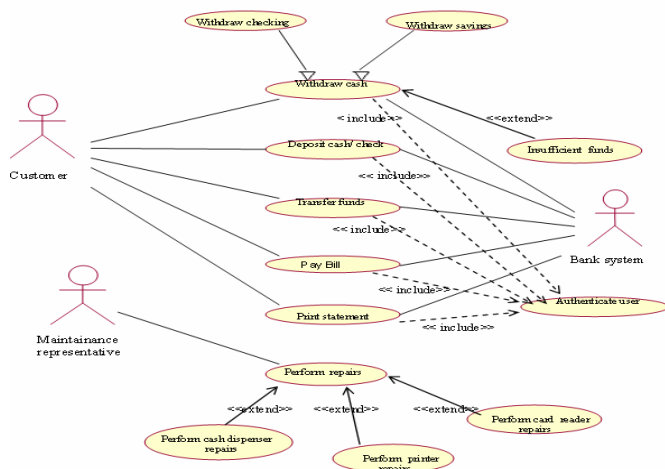 Withdraw checking
Withdraw savings
Withdraw cash
< include>>
<<extend>>
Deposit cash/ check
Insufficient funds
<< include>>
Customer
Transfer funds
<< include>>
Bank system
Pay Bill
<< include>>
Authenticate user
Print statement
<< include>>
Maintainance
representative
Perform repairs
<<extend>>
<<extend>>
<<extend>>
Perform card reader
repairs
Perform cash dispenser
repairs
Perform printer
repairs